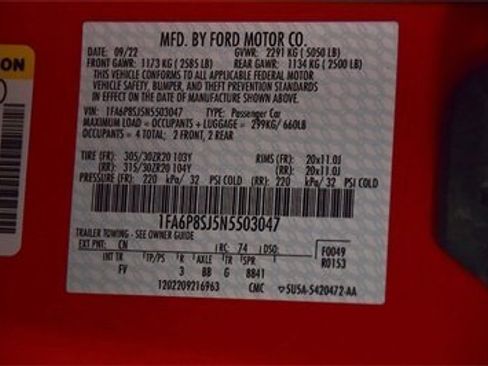 MFD. BY FORD MOTOR CO.
DATE: 09/22 GVWR: 2291 KG ( 5050 LB)
FRONT GAWR: 1173 KG ( 2585 LB) REAR GAWR: 1134 KG ( 2500 LB)
THIS VEHICLE CONFORMS TO ALL APPLICABLE FEDERAL MOTOR
VEHICLE SAFETY, BUMPER, AND THEFT PREVENTION STANDARDS
IN EFFECT ON THE DATE OF MANUFACTURE SHOWN ABOVE.
VIN: 1FA6P8SJ5N5503047 TYPE: Passenger Car
MAXIMUM LOAD = OCCUPANTS + LUGGAGE = 299KG/ 660LB
OCCUPANTS = 4 TOTAL; 2 FRONT, 2 REAR
TIRE (FR): 305/30ZR20 103Y RIMS (FR): 20x11.0J
(RR): 315/30ZR20 104Y (RR): 20x11.0J
PRESSURE (FR): 220 kPa/ 32 PSI COLD (RR): 220 kPa/ 32 PSI COLD
1FA6P8SJ5N5503047
TRAILER TOWING - SEE OWNER GUIDE
EXT PNT: CN RC: 74 DSO: F0049
INT TR TP/PS R AXLE TR SPR R0153
FV 3 BB G 8841
1202209216963 CMC 5U5A-5420472-AA
ON